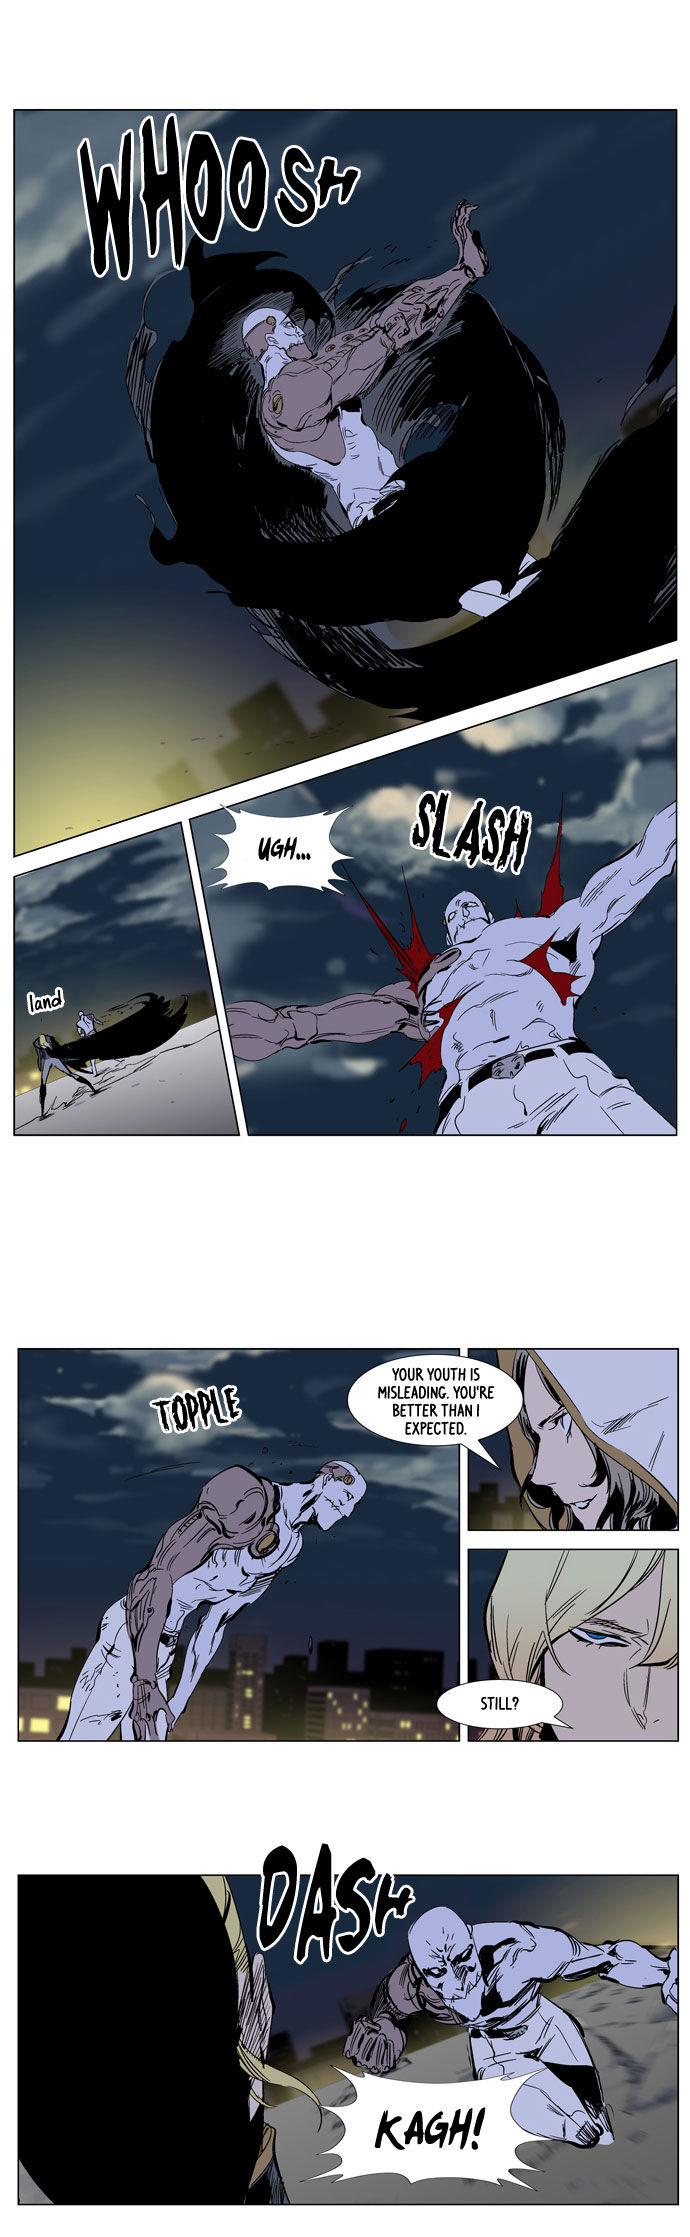 WHOOSH
UGH...
SLASH
land
TOPPLE
YOUR YOUTH IS
MISLEADING. YOU'RE
BETTER THAN I
EXPECTED.
STILL?
DASH
KAGH!